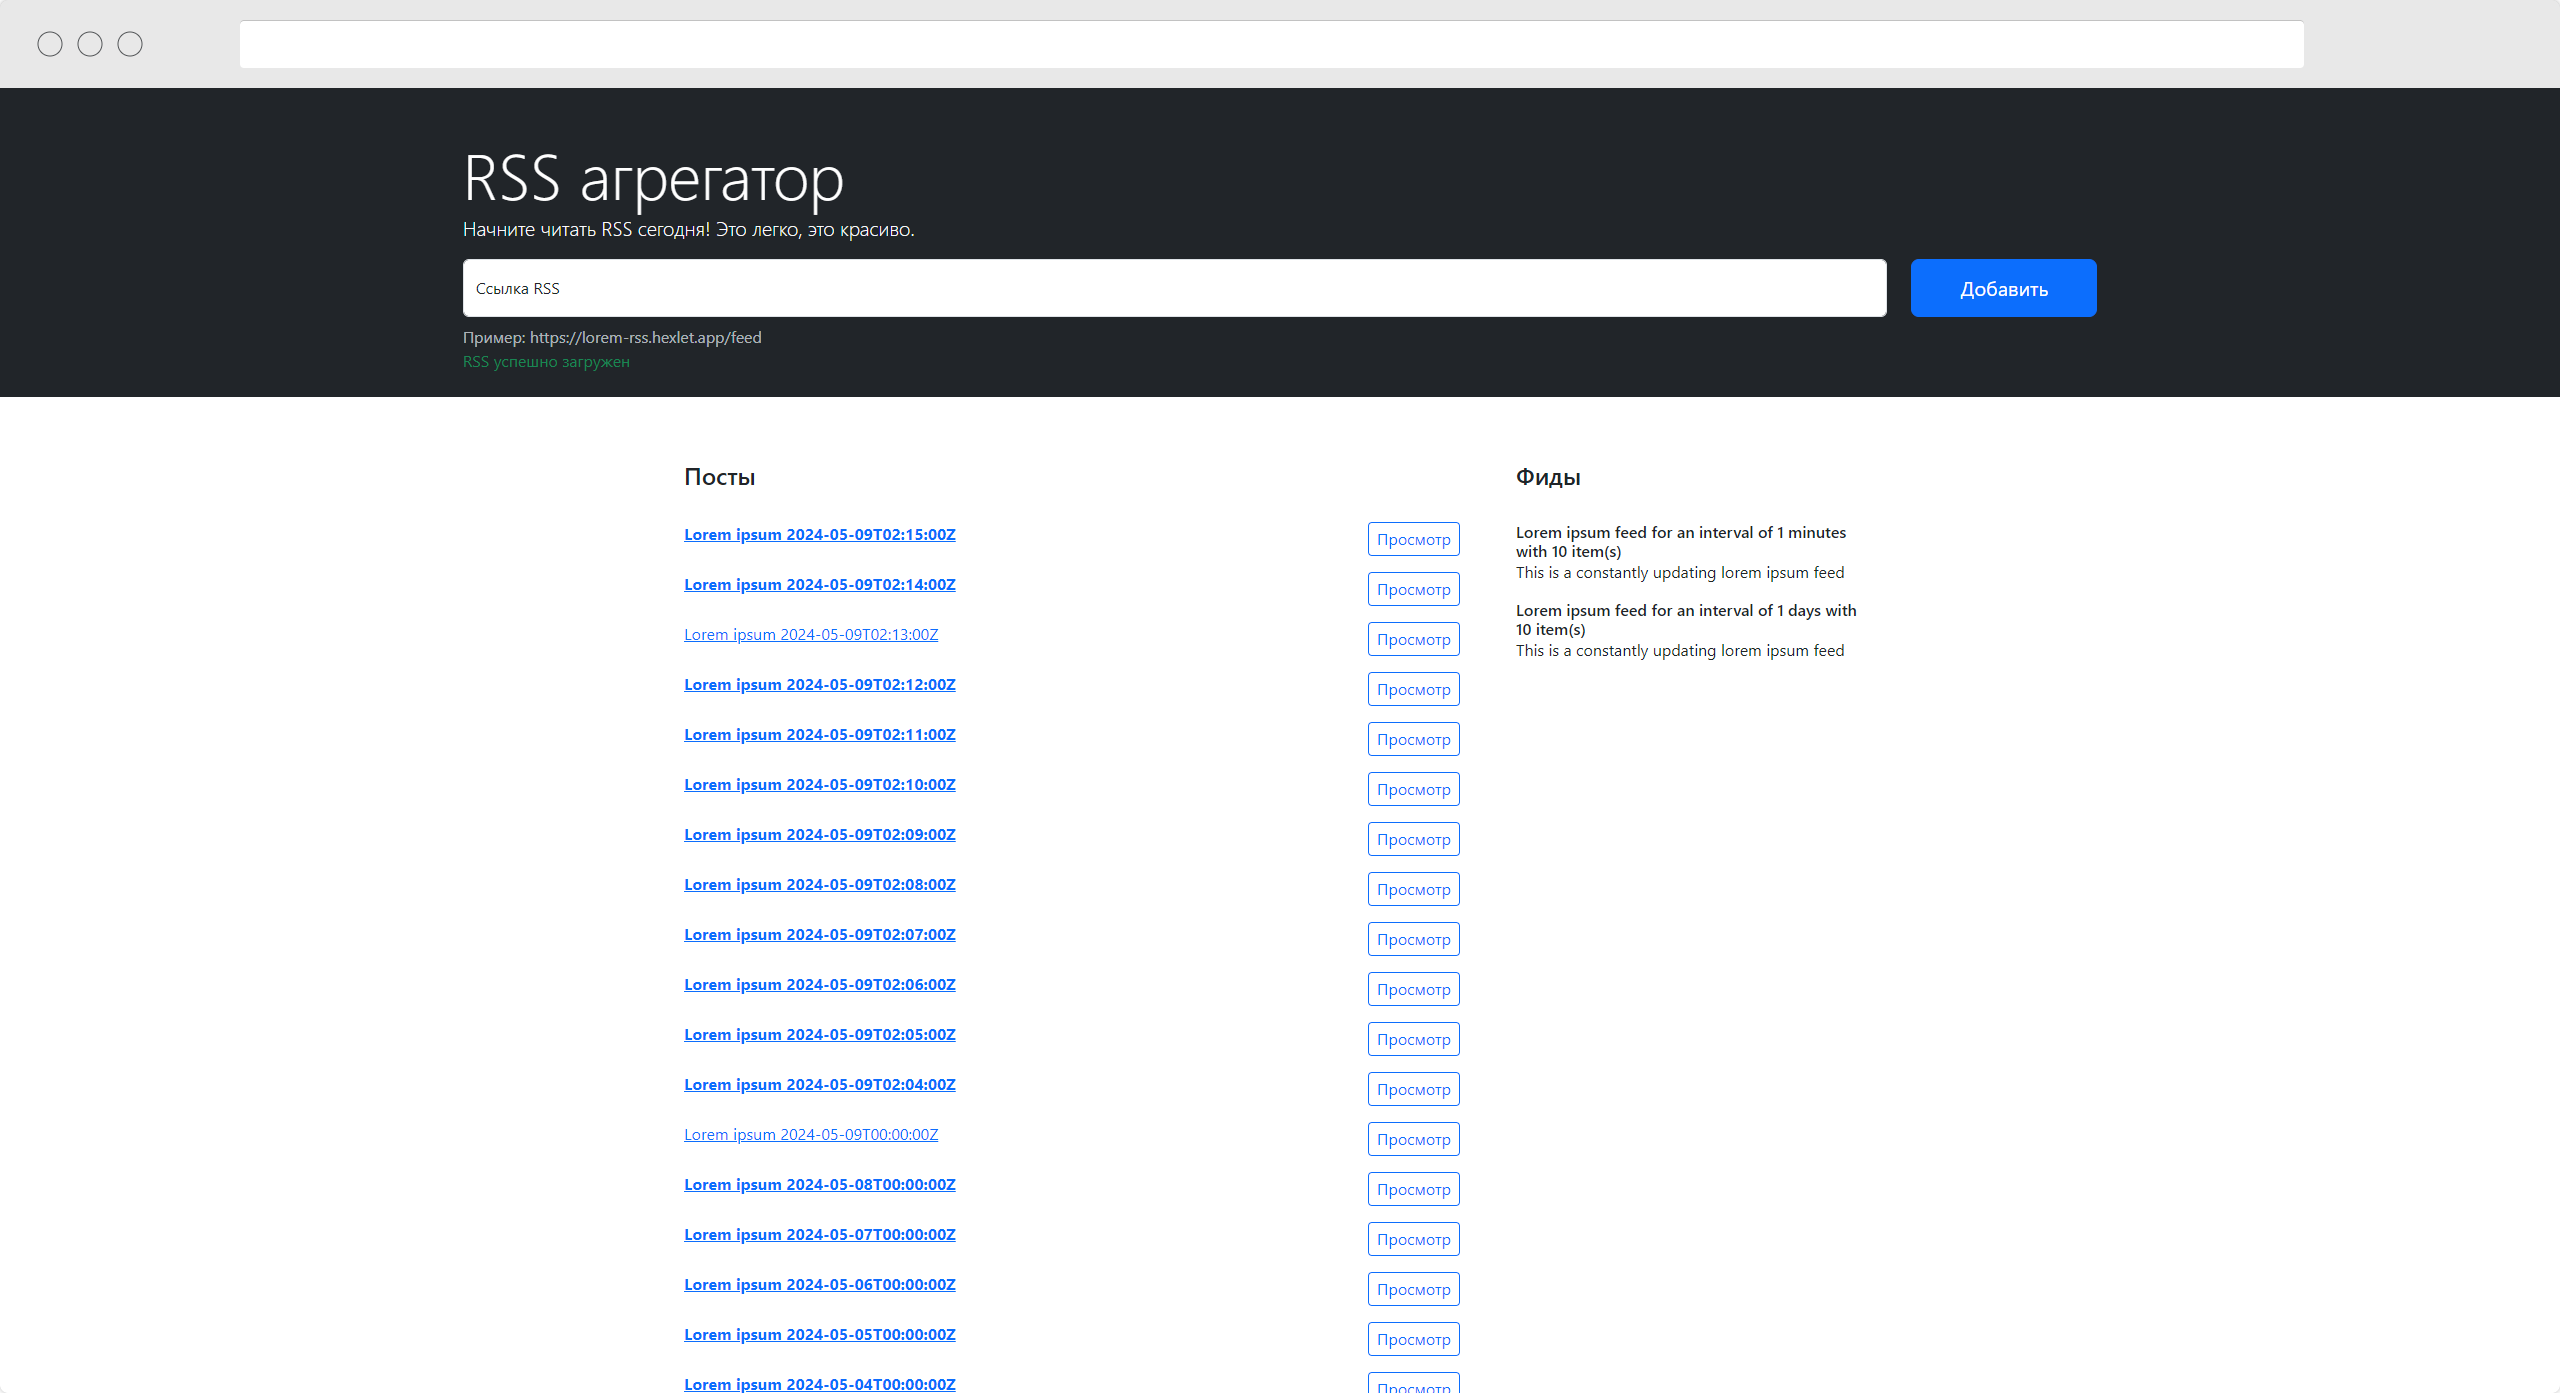 RSS агрегатор
Начните читать RSS сегодня! Это легко, это красиво.
Ссылка RSS
Добавить
Пример: https://lorem-rss.hexlet.app/feed
RSS успешно загружен
Посты
Lorem ipsum 2024-05-09T02:15:00Z Просмотр
Lorem ipsum 2024-05-09T02:14:00Z Просмотр
Lorem ipsum 2024-05-09T02:13:00Z Просмотр
Lorem ipsum 2024-05-09T02:12:00Z Просмотр
Lorem ipsum 2024-05-09T02:11:00Z Просмотр
Lorem ipsum 2024-05-09T02:10:00Z Просмотр
Lorem ipsum 2024-05-09T02:09:00Z Просмотр
Lorem ipsum 2024-05-09T02:08:00Z Просмотр
Lorem ipsum 2024-05-09T02:07:00Z Просмотр
Lorem ipsum 2024-05-09T02:06:00Z Просмотр
Lorem ipsum 2024-05-09T02:05:00Z Просмотр
Lorem ipsum 2024-05-09T02:04:00Z Просмотр
Lorem ipsum 2024-05-09T00:00:00Z Просмотр
Lorem ipsum 2024-05-08T00:00:00Z Просмотр
Lorem ipsum 2024-05-07T00:00:00Z Просмотр
Lorem ipsum 2024-05-06T00:00:00Z Просмотр
Lorem ipsum 2024-05-05T00:00:00Z Просмотр
Lorem ipsum 2024-05-04T00:00:00Z Просмотр
Фиды
Lorem ipsum feed for an interval of 1 minutes
with 10 item(s)
This is a constantly updating lorem ipsum feed
Lorem ipsum feed for an interval of 1 days with
10 item(s)
This is a constantly updating lorem ipsum feed